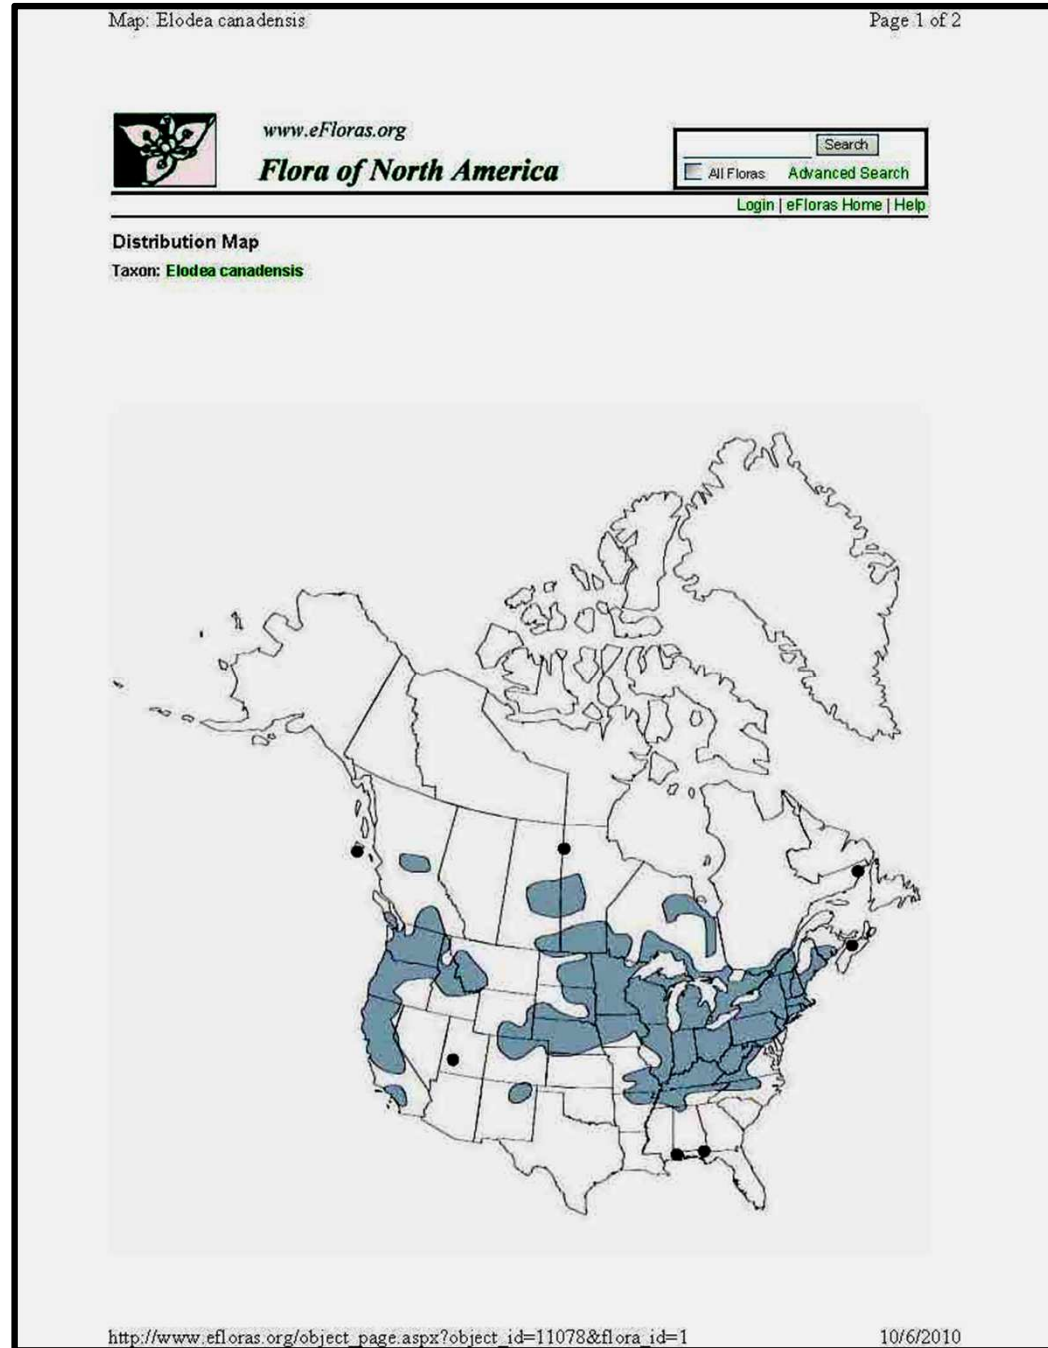 Map: Elodea canadensis Page 1 of 2
www.eFloras.org
Flora of North America
Search
All Floras Advanced Search
Login | eFloras Home | Help
Distribution Map
Taxon: Elodea canadensis
http://www.efloras.org/object_page.aspx?object_id=11078&flora_id=1 10/6/2010